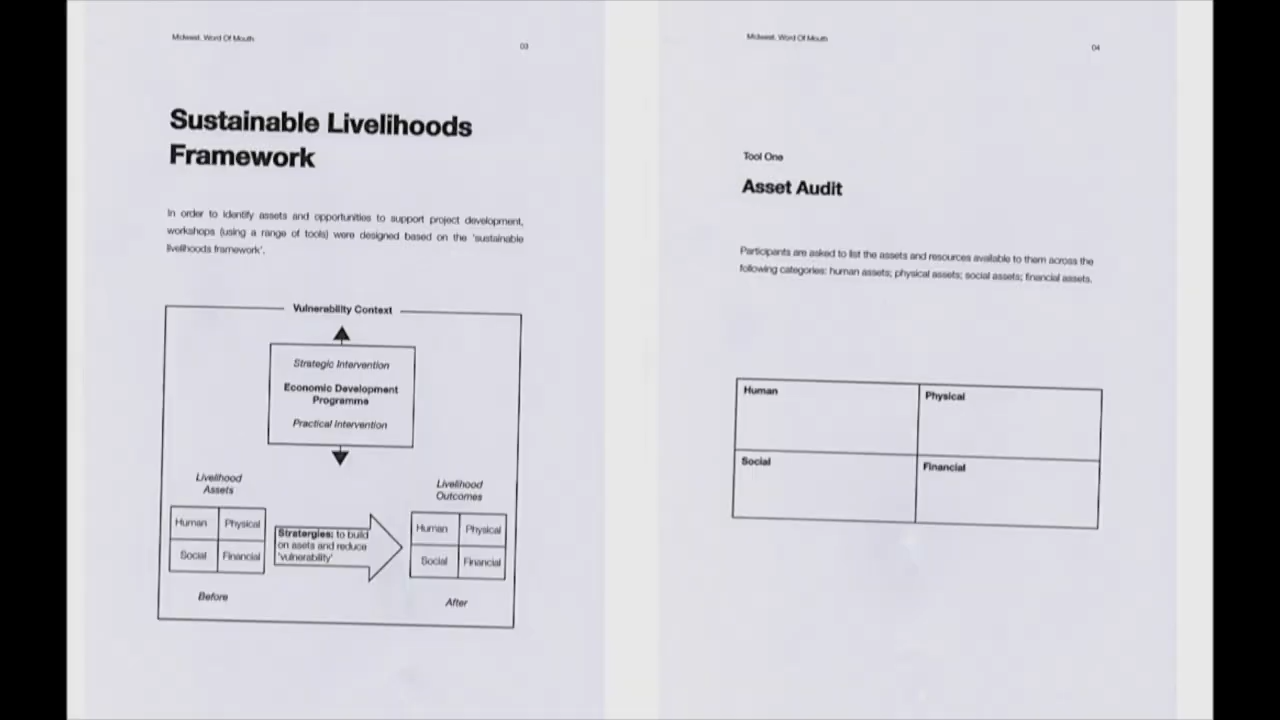 Midwest. Word Of Mouth
03
Sustainable Livelihoods
Framework
In order to identify assets and opportunities to support project development,
workshops (using a range of tools) were designed based on the 'sustainable
livelihoods framework'.
Vulnerability Context
Strategic Intervention
Economic Development
Programme
Practical Intervention
Livelihood
Assets
Human
Physical
Social
Financial
Before
Stratergies: to build
on asets and reduce
'vulnerability'
Livelihood
Outcomes
Human
Physical
Social
Financial
After
Midwest. Word Of Mouth
04
Tool One
Asset Audit
Participants are asked to list the assets and resources available to them across the
following categories: human assets; physical assets; social assets; financial assets.
Human
Physical
Social
Financial